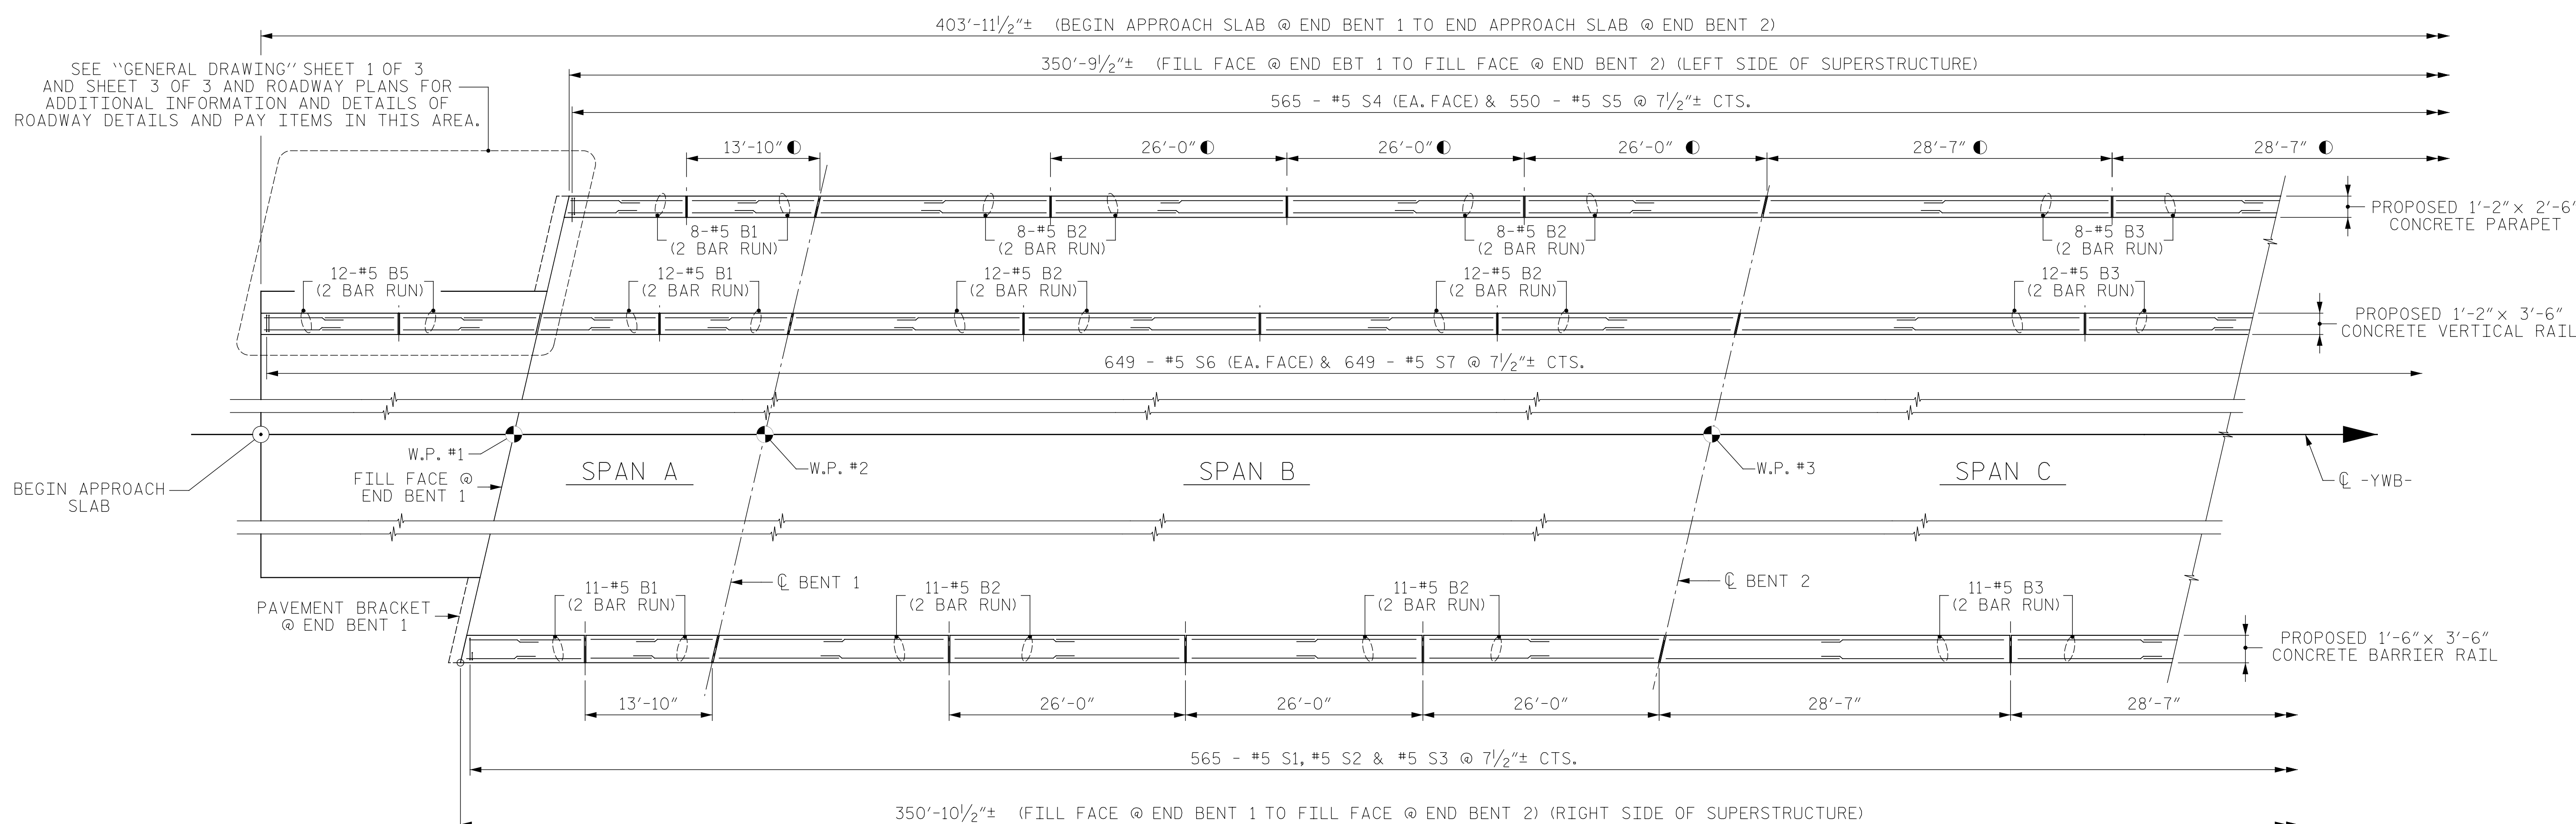 403'-11 1/2"± (BEGIN APPROACH SLAB @ END BENT 1 TO END APPROACH SLAB @ END BENT 2)
350'-9 1/2"± (FILL FACE @ END EBT 1 TO FILL FACE @ END BENT 2) (LEFT SIDE OF SUPERSTRUCTURE)
SEE "GENERAL DRAWING" SHEET 1 OF 3
AND SHEET 3 OF 3 AND ROADWAY PLANS FOR
ADDITIONAL INFORMATION AND DETAILS OF
ROADWAY DETAILS AND PAY ITEMS IN THIS AREA.
565 - #5 S4 (EA. FACE) & 550 - #5 S5 @ 7 1/2"± CTS.
13'-10" 26'-0" 26'-0" 26'-0" 28'-7" 28'-7"
8-#5 B1
(2 BAR RUN)
8-#5 B2
(2 BAR RUN)
8-#5 B2
(2 BAR RUN)
8-#5 B3
(2 BAR RUN)
PROPOSED 1'-2" x 2'-6"
CONCRETE PARAPET
12-#5 B5
(2 BAR RUN)
12-#5 B1
(2 BAR RUN)
12-#5 B2
(2 BAR RUN)
12-#5 B2
(2 BAR RUN)
12-#5 B3
(2 BAR RUN)
PROPOSED 1'-2" x 3'-6"
CONCRETE VERTICAL RAIL
649 - #5 S6 (EA. FACE) & 649 - #5 S7 @ 7 1/2"± CTS.
W.P. #1
W.P. #2
W.P. #3
SPAN A
SPAN B
SPAN C
FILL FACE @
END BENT 1
BEGIN APPROACH
SLAB
℄ -YWB-
℄ BENT 1
℄ BENT 2
PAVEMENT BRACKET
@ END BENT 1
11-#5 B1
(2 BAR RUN)
11-#5 B2
(2 BAR RUN)
11-#5 B2
(2 BAR RUN)
11-#5 B3
(2 BAR RUN)
PROPOSED 1'-6" x 3'-6"
CONCRETE BARRIER RAIL
13'-10" 26'-0" 26'-0" 26'-0" 28'-7" 28'-7"
565 - #5 S1, #5 S2 & #5 S3 @ 7 1/2"± CTS.
350'-10 1/2"± (FILL FACE @ END BENT 1 TO FILL FACE @ END BENT 2) (RIGHT SIDE OF SUPERSTRUCTURE)